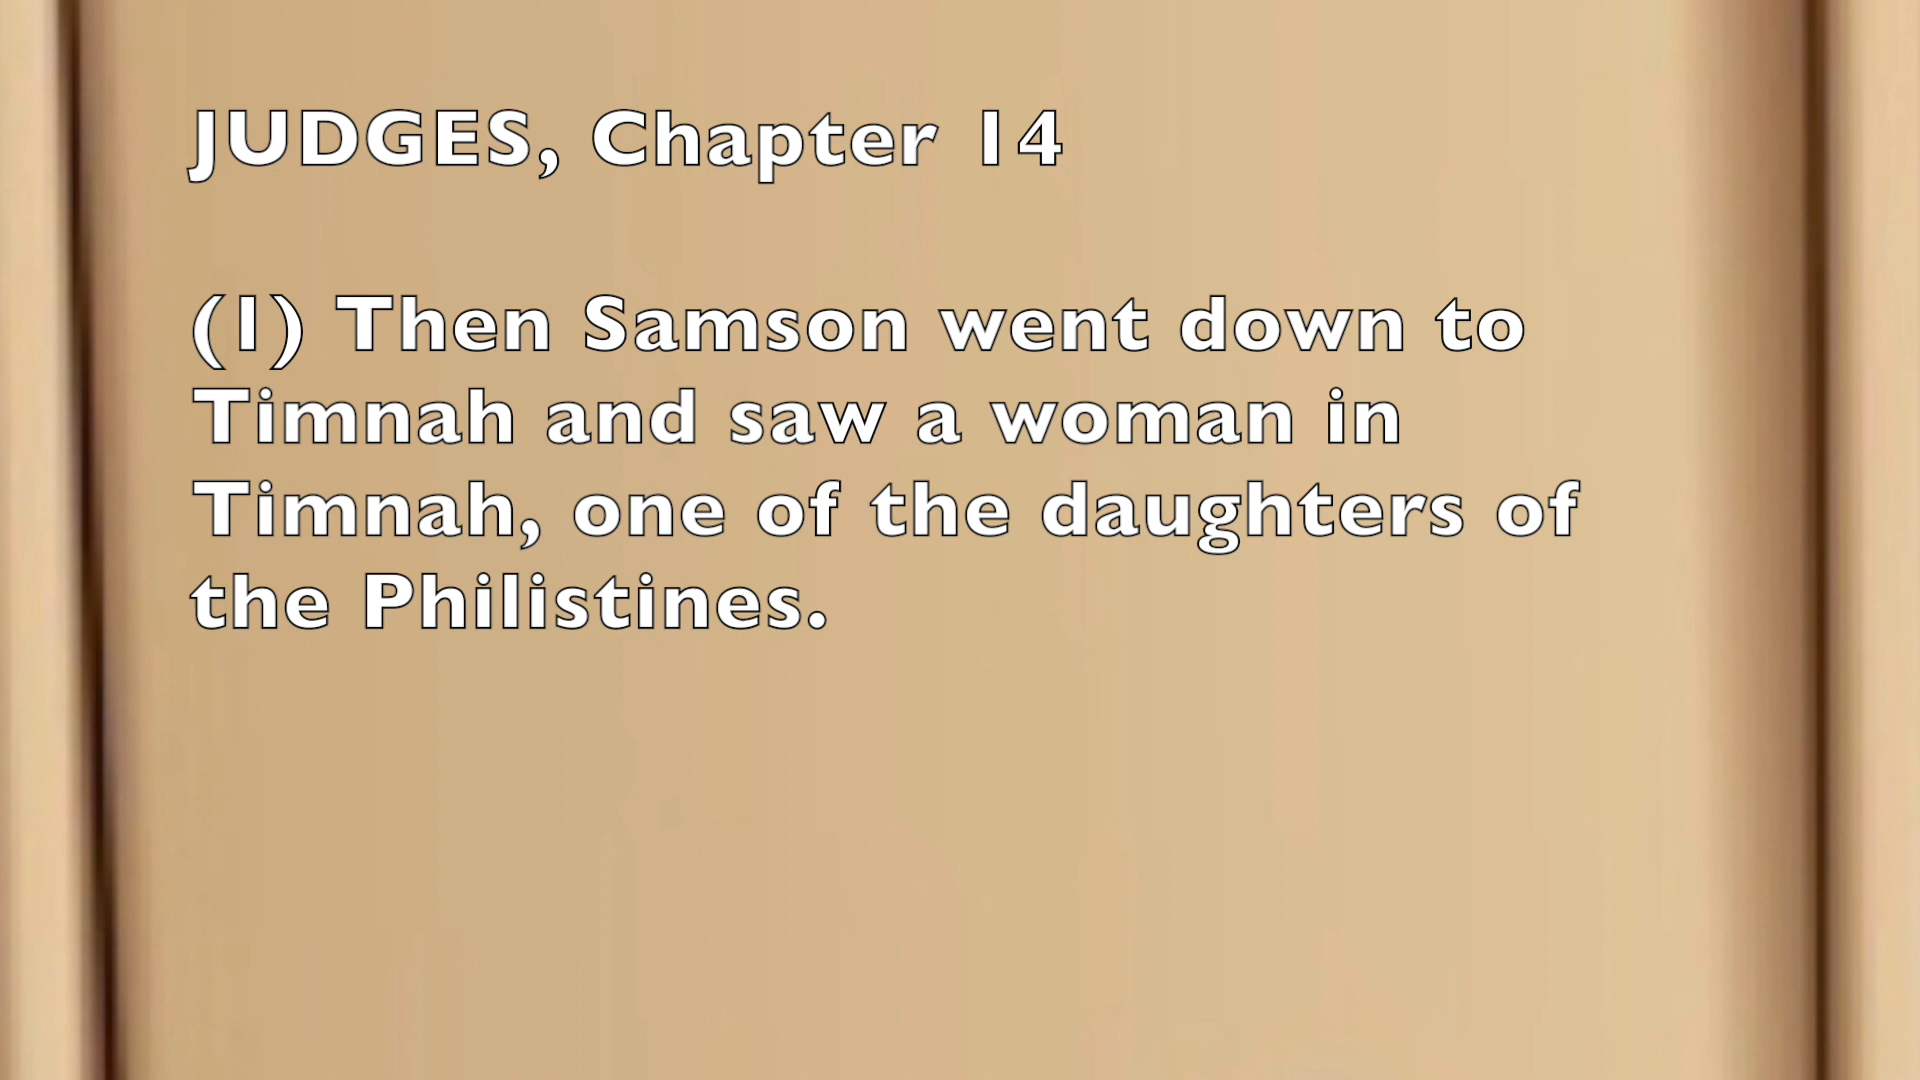 JUDGES, Chapter 14
(1) Then Samson went down to
Timnah and saw a woman in
Timnah, one of the daughters of
the Philistines.